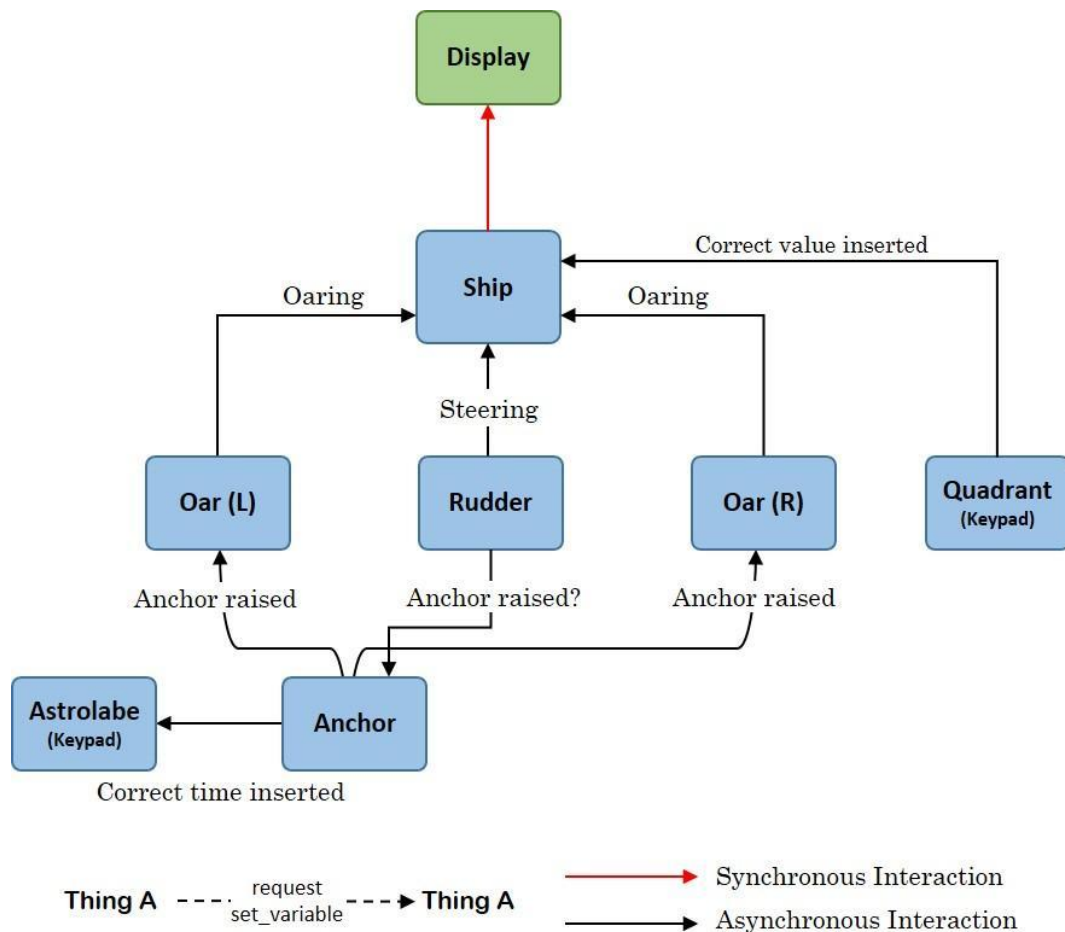 Display
Correct value inserted
Ship
Oaring
Oaring
Steering
Oar (L)
Rudder
Oar (R)
Quadrant
(Keypad)
Anchor raised
Anchor raised?
Anchor raised
Astrolabe
(Keypad)
Anchor
Correct time inserted
Thing A
request
set_variable
Thing A
Synchronous Interaction
Asynchronous Interaction